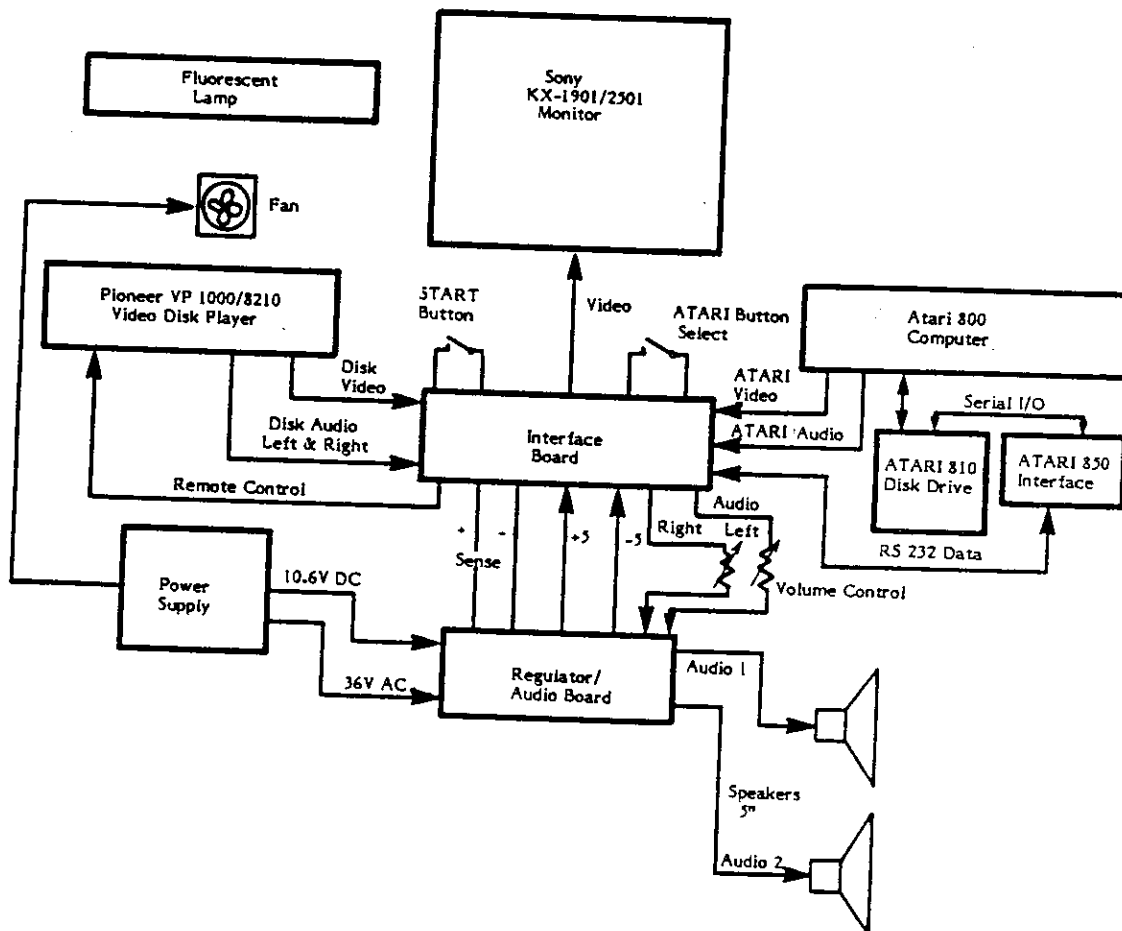 Fluorescent
Lamp
Sony
KX-1901/2501
Monitor
Fan
Pioneer VP 1000/8210
Video Disk Player
START
Button
Video
ATARI Button
Select
Atari 800
Computer
Disk
Video
ATARI
Video
Serial I/O
Disk Audio
Left & Right
Interface
Board
ATARI Audio
ATARI 810
Disk Drive
ATARI 850
Interface
Remote Control
+
-
Sense
+5
-5
Right
Audio
Left
RS 232 Data
Volume Control
Power
Supply
10.6V DC
36V AC
Regulator/
Audio Board
Audio 1
Speakers
5"
Audio 2